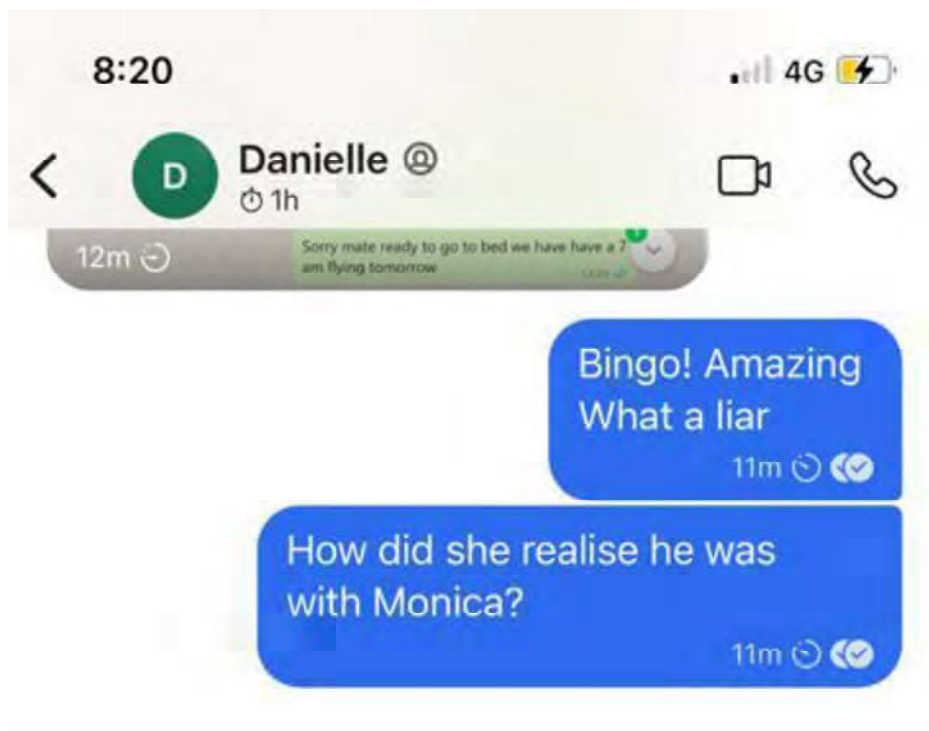 8:20
4G
D
Danielle
1h
12m
Sorry mate ready to go to bed we have have a 7
am flying tomorrow
Bingo! Amazing
What a liar
11m
How did she realise he was
with Monica?
11m